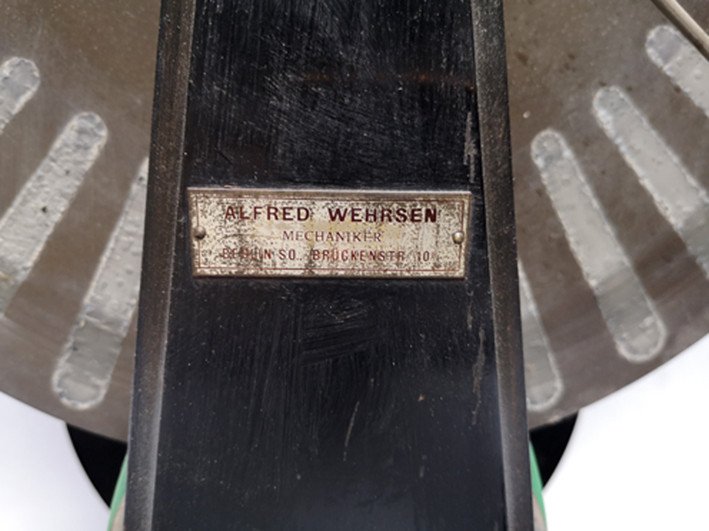 ALFRED WEHRSEN
MECHANIKER
BERLIN SO. BRÜCKENSTR. 10